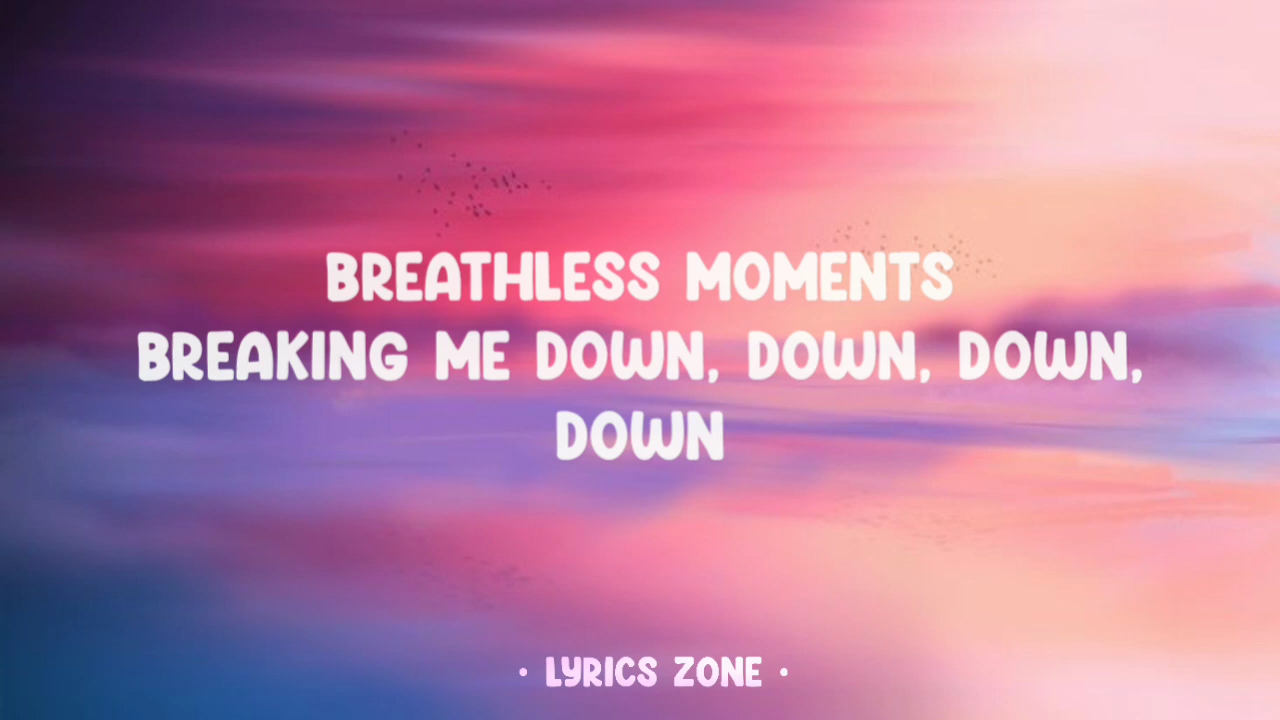 BREATHLESS MOMENTS
BREAKING ME DOWN, DOWN, DOWN,
DOWN
• LYRICS ZONE •